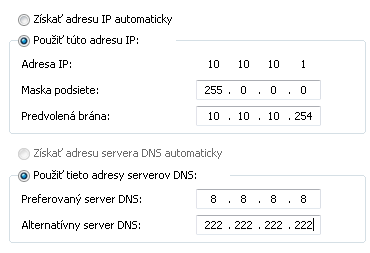 Získať adresu IP automaticky
Použiť túto adresu IP:
Adresa IP: 10 10 10 1
Maska podsiete: 255 . 0 . 0 . 0
Predvolená brána: 10 . 10 . 10 . 254
Získať adresu servera DNS automaticky
Použiť tieto adresy serverov DNS:
Preferovaný server DNS: 8 . 8 . 8 . 8
Alternatívny server DNS: 222 . 222 . 222 . 222